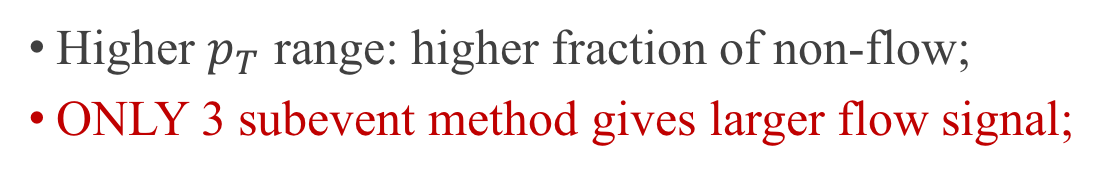 • Higher $p_T$ range: higher fraction of non-flow;
• ONLY 3 subevent method gives larger flow signal;